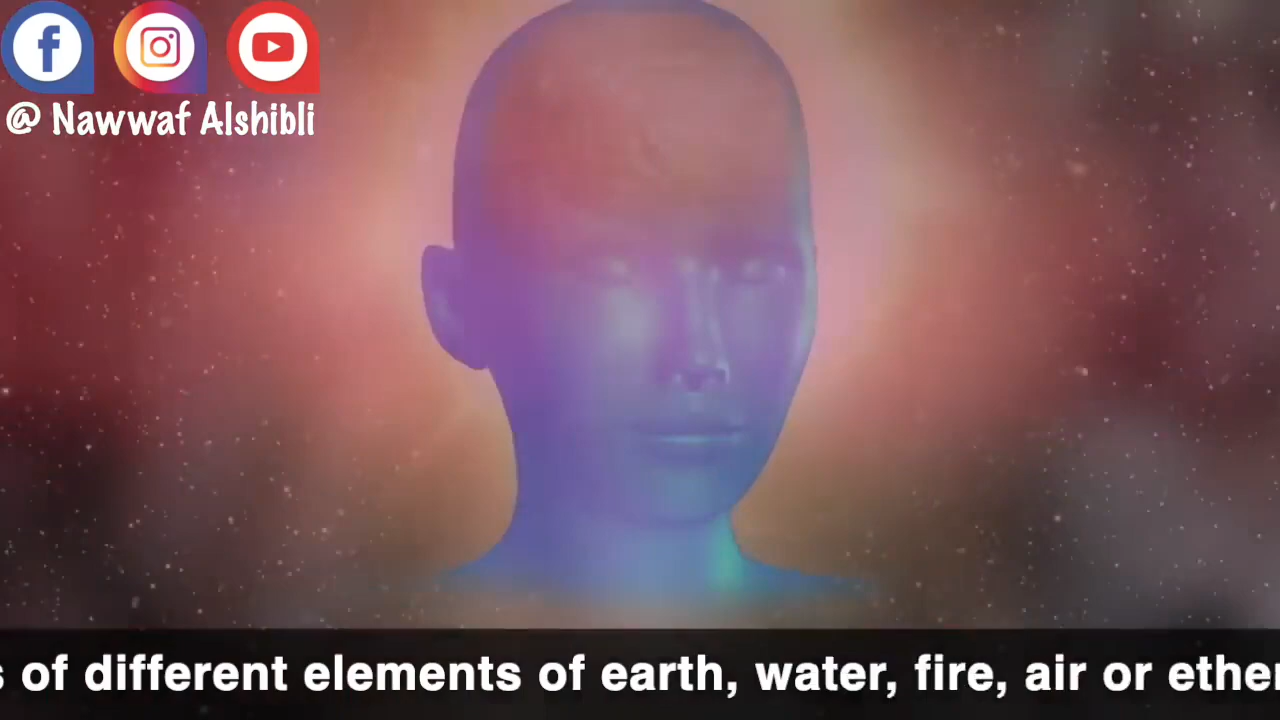 @ Nawwaf Alshibli
of different elements of earth, water, fire, air or ether